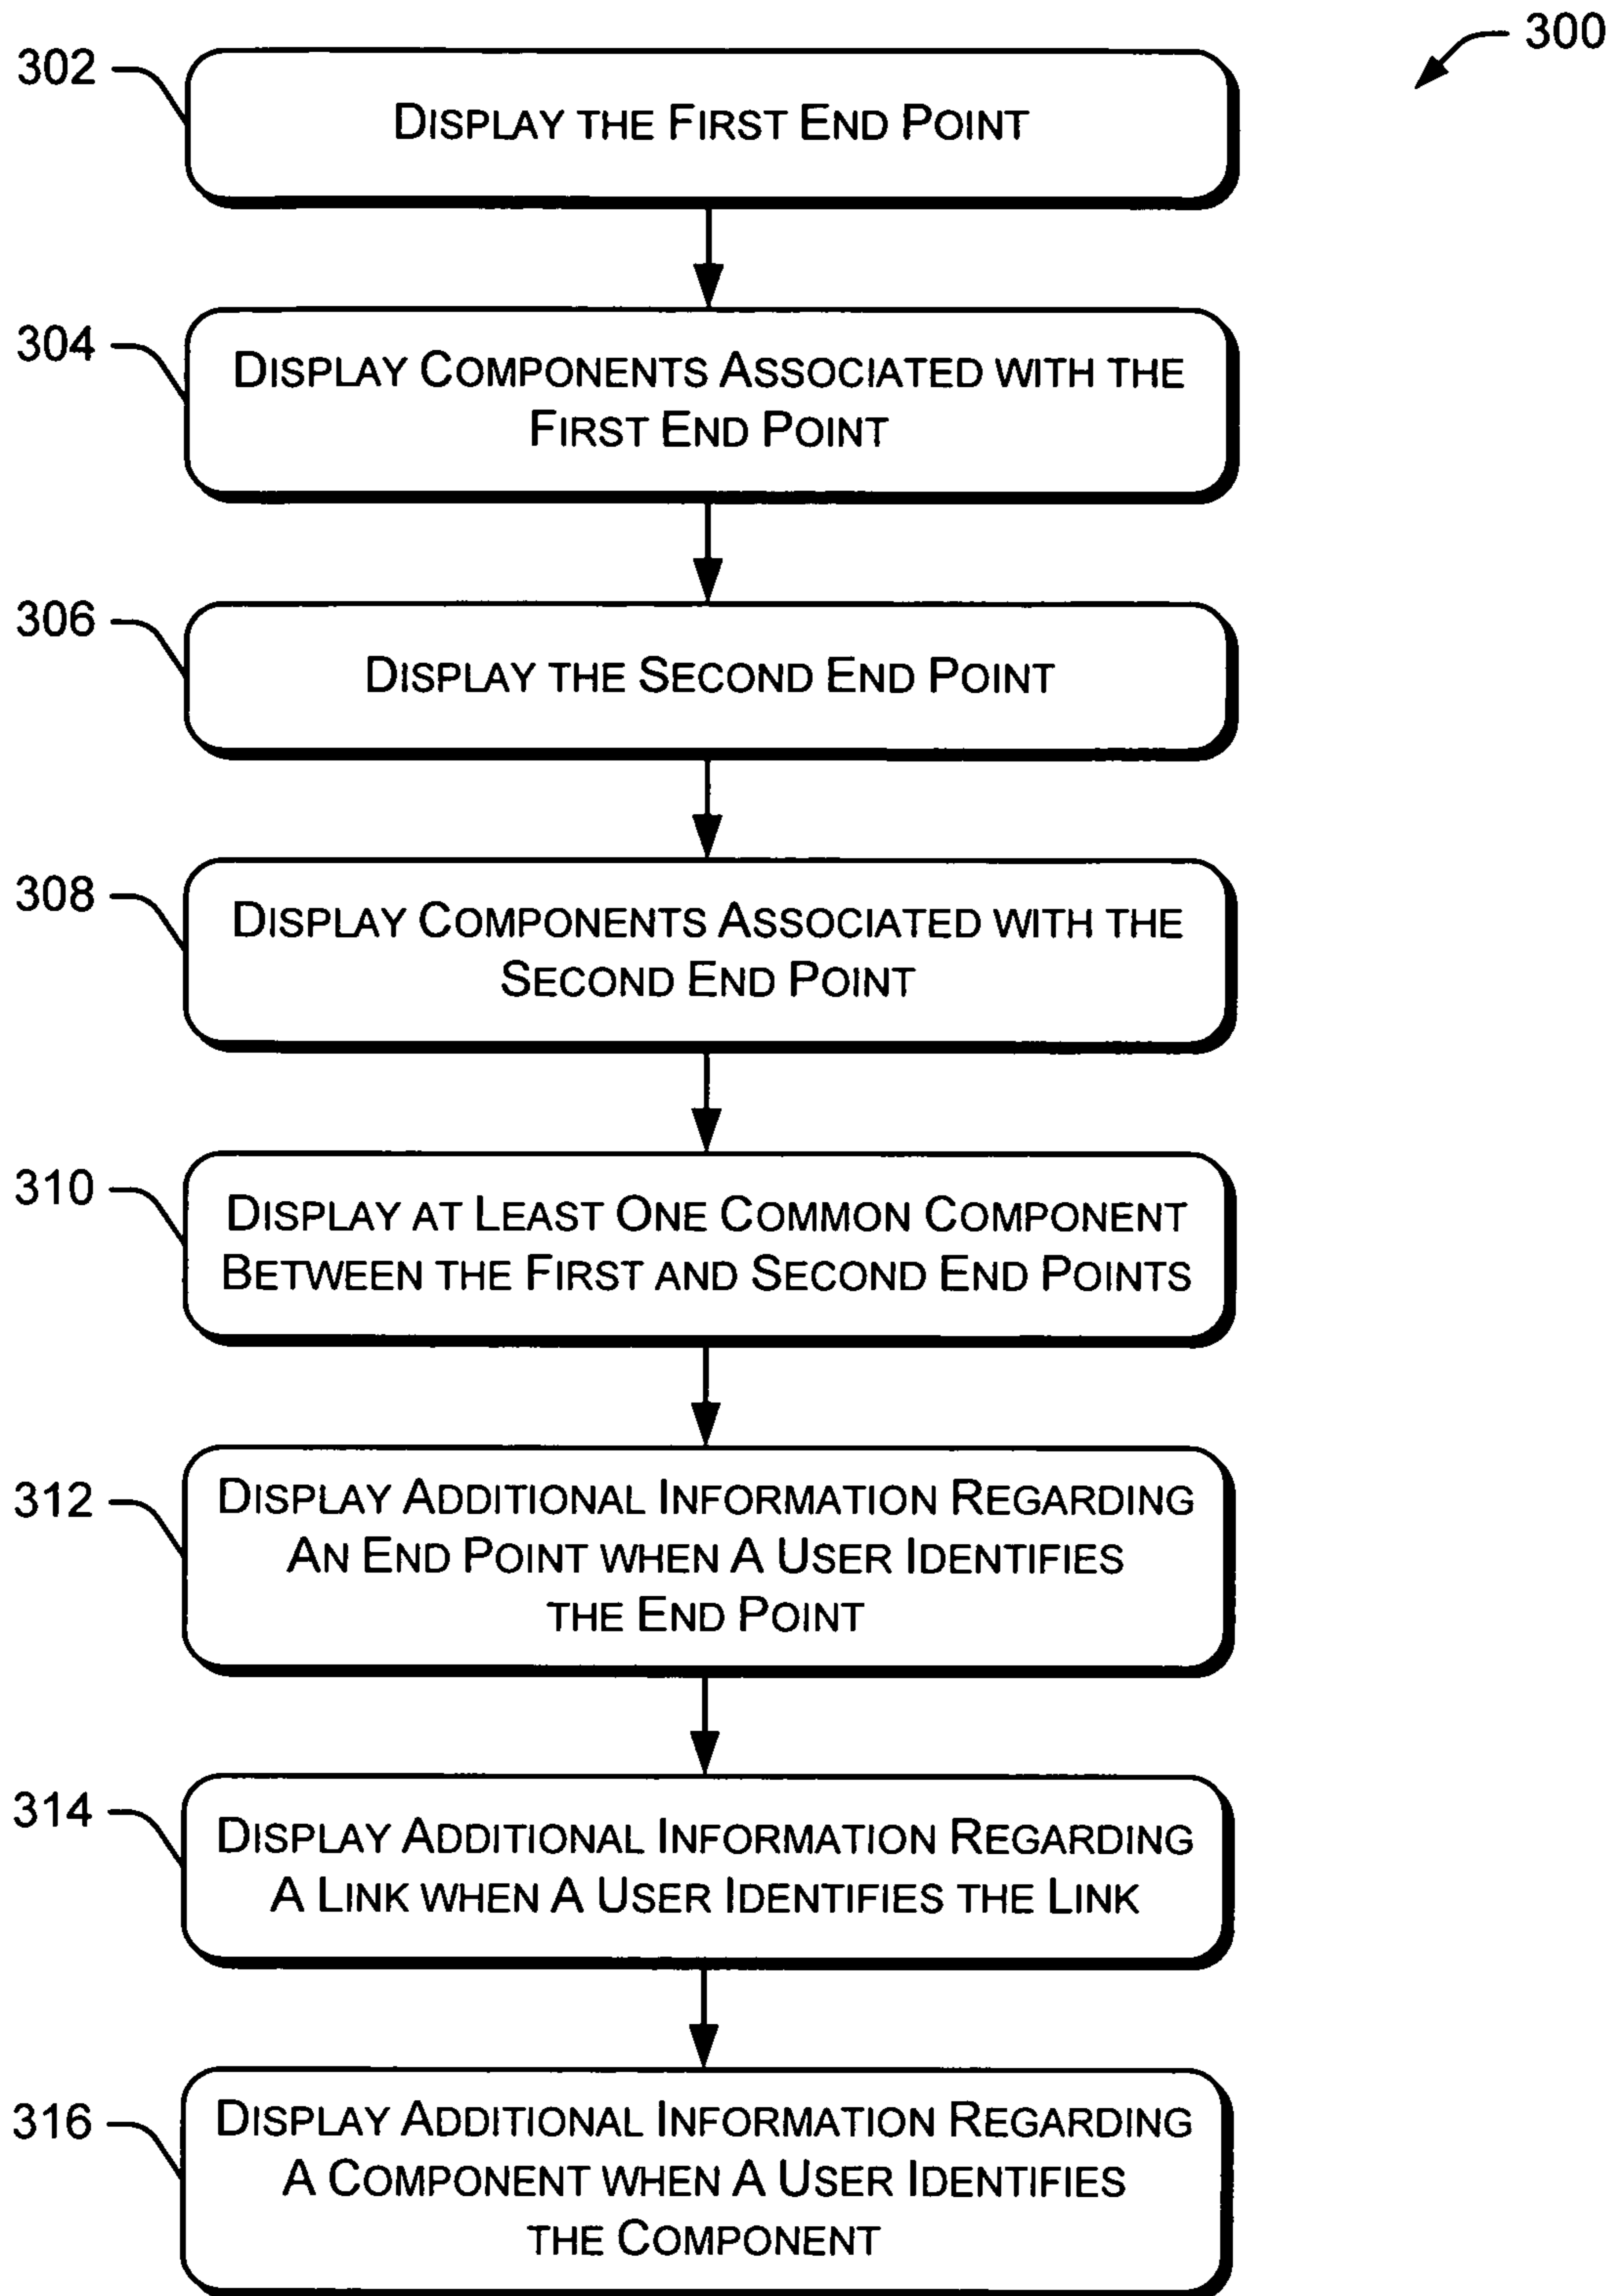 300
302
DISPLAY THE FIRST END POINT
304
DISPLAY COMPONENTS ASSOCIATED WITH THE
FIRST END POINT
306
DISPLAY THE SECOND END POINT
308
DISPLAY COMPONENTS ASSOCIATED WITH THE
SECOND END POINT
310
DISPLAY AT LEAST ONE COMMON COMPONENT
BETWEEN THE FIRST AND SECOND END POINTS
312
DISPLAY ADDITIONAL INFORMATION REGARDING
AN END POINT WHEN A USER IDENTIFIES
THE END POINT
314
DISPLAY ADDITIONAL INFORMATION REGARDING
A LINK WHEN A USER IDENTIFIES THE LINK
316
DISPLAY ADDITIONAL INFORMATION REGARDING
A COMPONENT WHEN A USER IDENTIFIES
THE COMPONENT